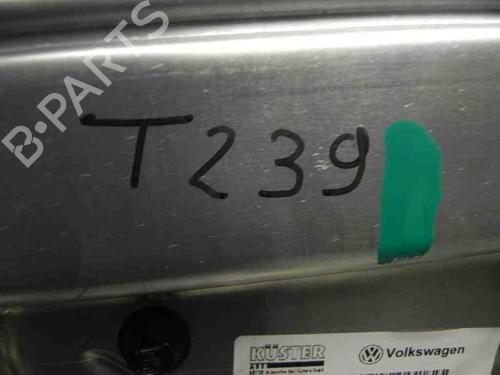 B-PARTS
T239
KÜSTER
Volkswagen